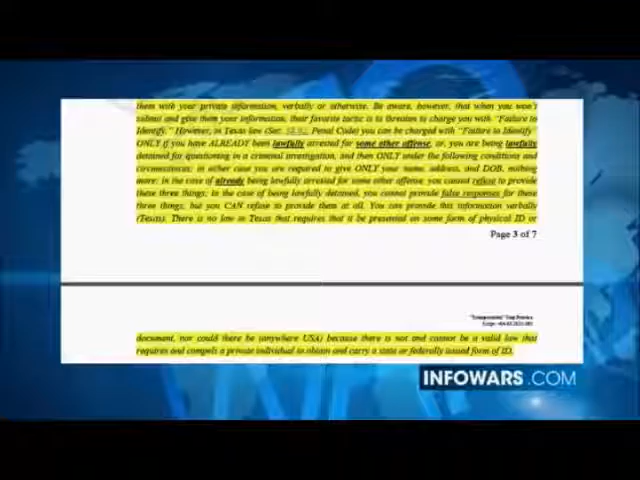 them with your private information, verbally or otherwise. Be aware, however, that when you won't
submit and give them your information, their favorite tactic is to threaten to charge you with "Failure to
Identify." However, in Texas law (Sec. Penal Code) you can be charged with "Failure to Identify"
ONLY if you have ALREADY been lawfully arrested for some other offense, or, you are being lawfully
detained for questioning in a criminal investigation, and then ONLY under the following conditions and
circumstances; in either case you are required to give ONLY your name, address, and DOB, nothing
more. In the case of already being lawfully arrested for some other offense, you cannot refuse to provide
these three things; In the case of being lawfully detained, you cannot provide false responses for these
three things, but you CAN refuse to provide them at all. You can provide this information verbally
(Texas). There is no law in Texas that requires that it be presented on some form of physical ID or
Page 3 of 7
"Transportation" Stop Practice
document, nor could there be (anywhere USA) because there is not and cannot be a valid law that
requires and compels a private individual to obtain and carry a state or federally issued form of ID.
INFOWARS.COM